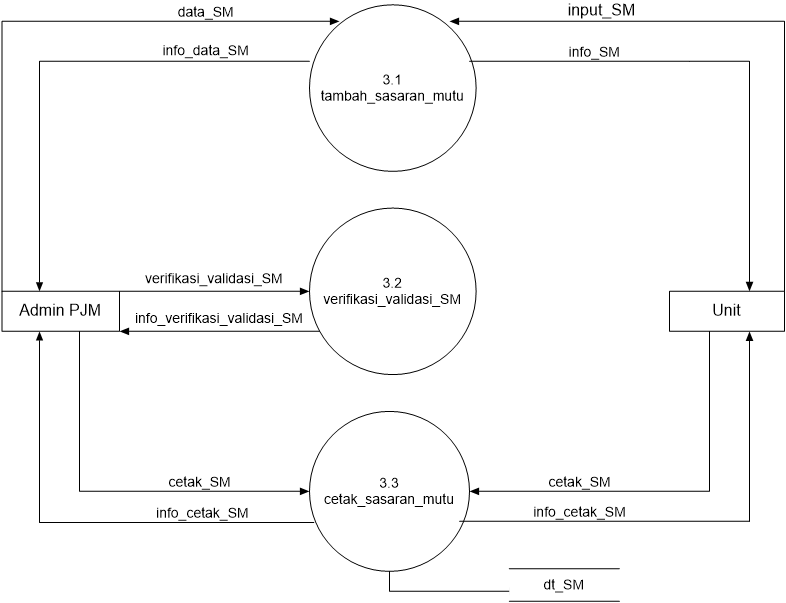 data_SM
input_SM
info_data_SM
info_SM
3.1
tambah_sasaran_mutu
verifikasi_validasi_SM
3.2
verifikasi_validasi_SM
Admin PJM
info_verifikasi_validasi_SM
Unit
cetak_SM
3.3
cetak_sasaran_mutu
cetak_SM
info_cetak_SM
info_cetak_SM
dt_SM